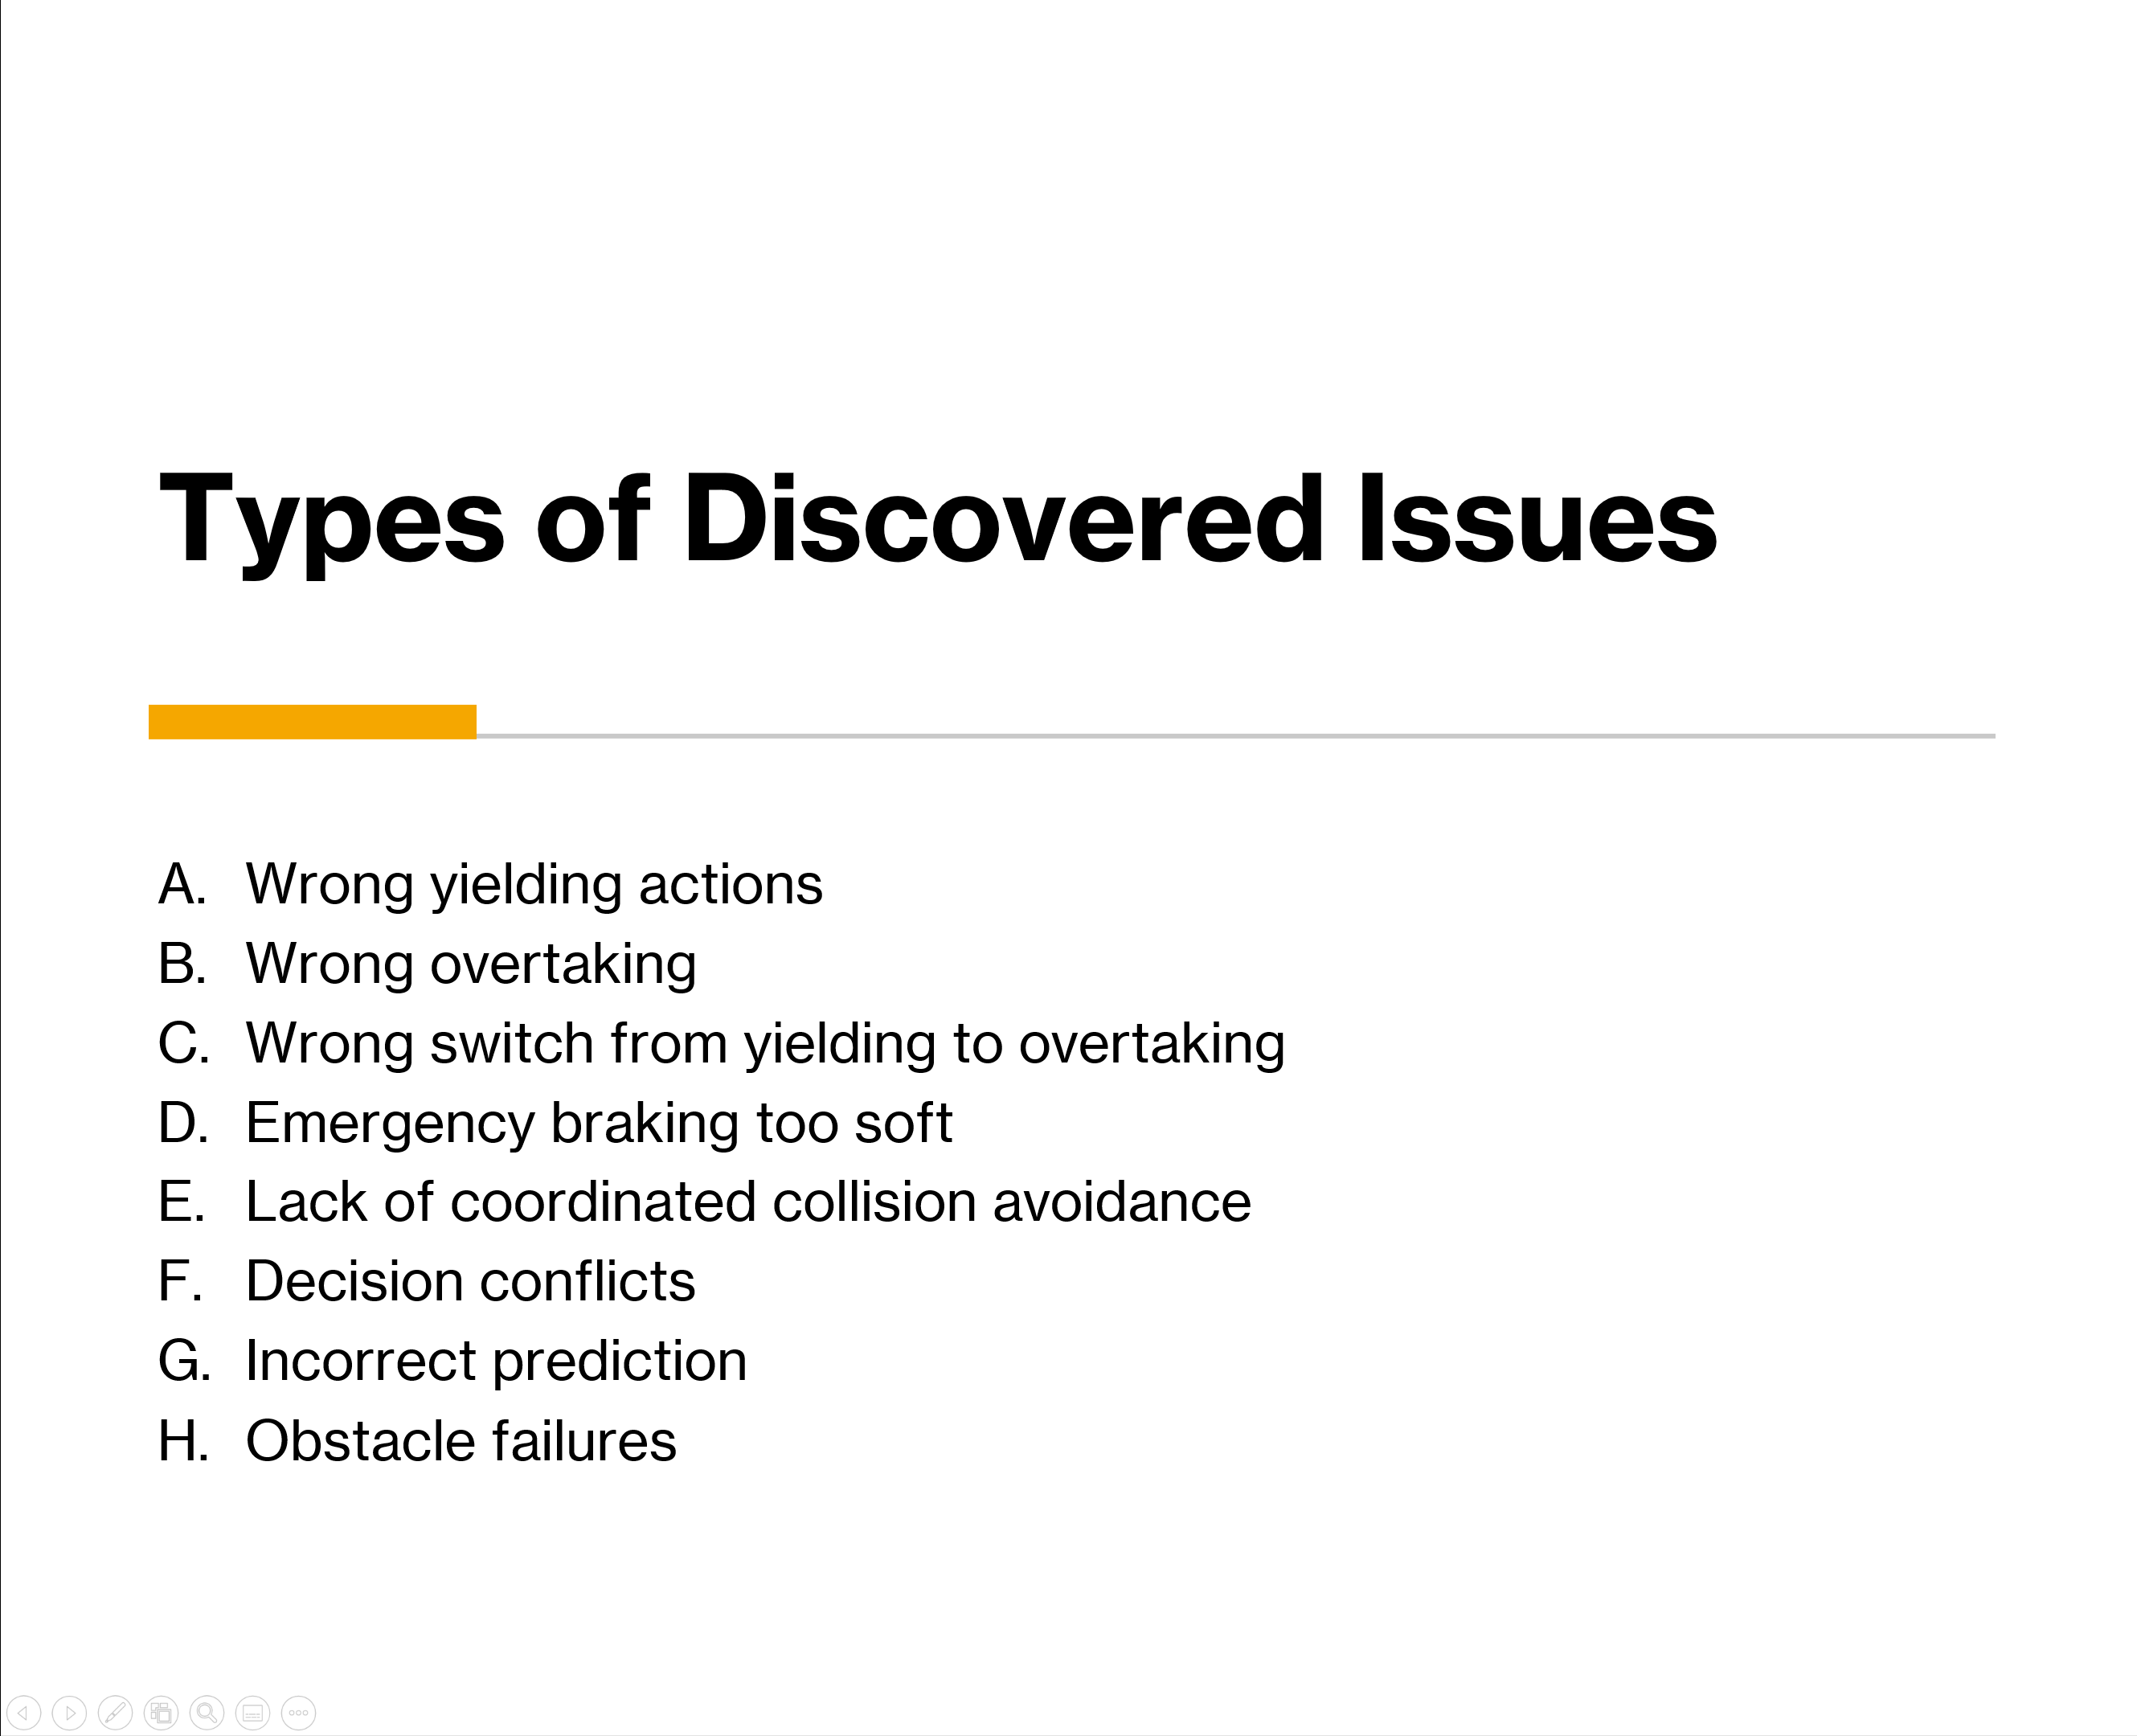 Types of Discovered Issues
A. Wrong yielding actions
B. Wrong overtaking
C. Wrong switch from yielding to overtaking
D. Emergency braking too soft
E. Lack of coordinated collision avoidance
F. Decision conflicts
G. Incorrect prediction
H. Obstacle failures